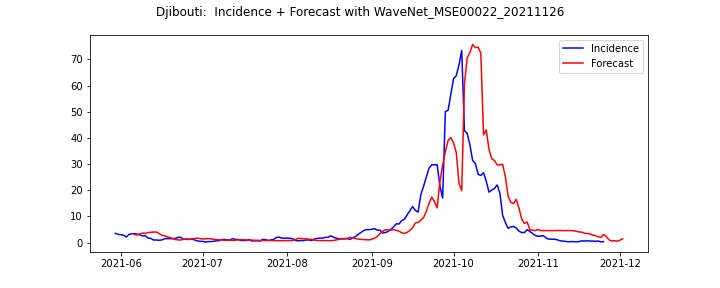 Djibouti:  Incidence + Forecast with WaveNet_MSE00022_20211126
Incidence
Forecast
70
60
50
40
30
20
10
0
2021-06 2021-07 2021-08 2021-09 2021-10 2021-11 2021-12